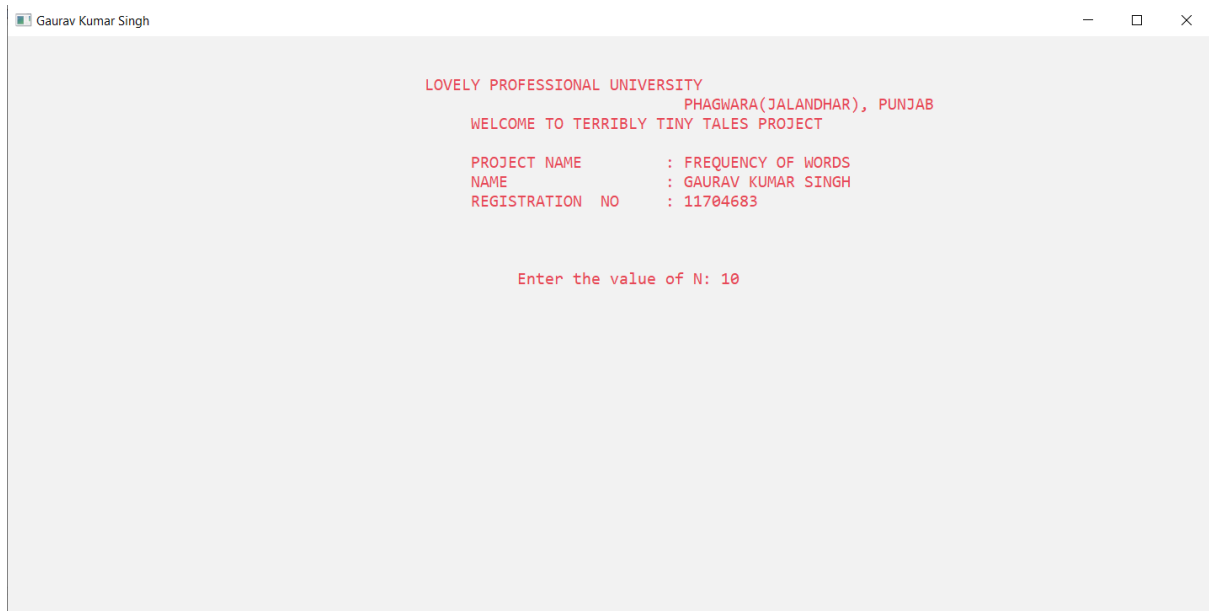 Gaurav Kumar Singh
LOVELY PROFESSIONAL UNIVERSITY
PHAGWARA(JALANDHAR), PUNJAB
WELCOME TO TERRIBLY TINY TALES PROJECT
PROJECT NAME : FREQUENCY OF WORDS
NAME : GAURAV KUMAR SINGH
REGISTRATION NO : 11704683
Enter the value of N: 10